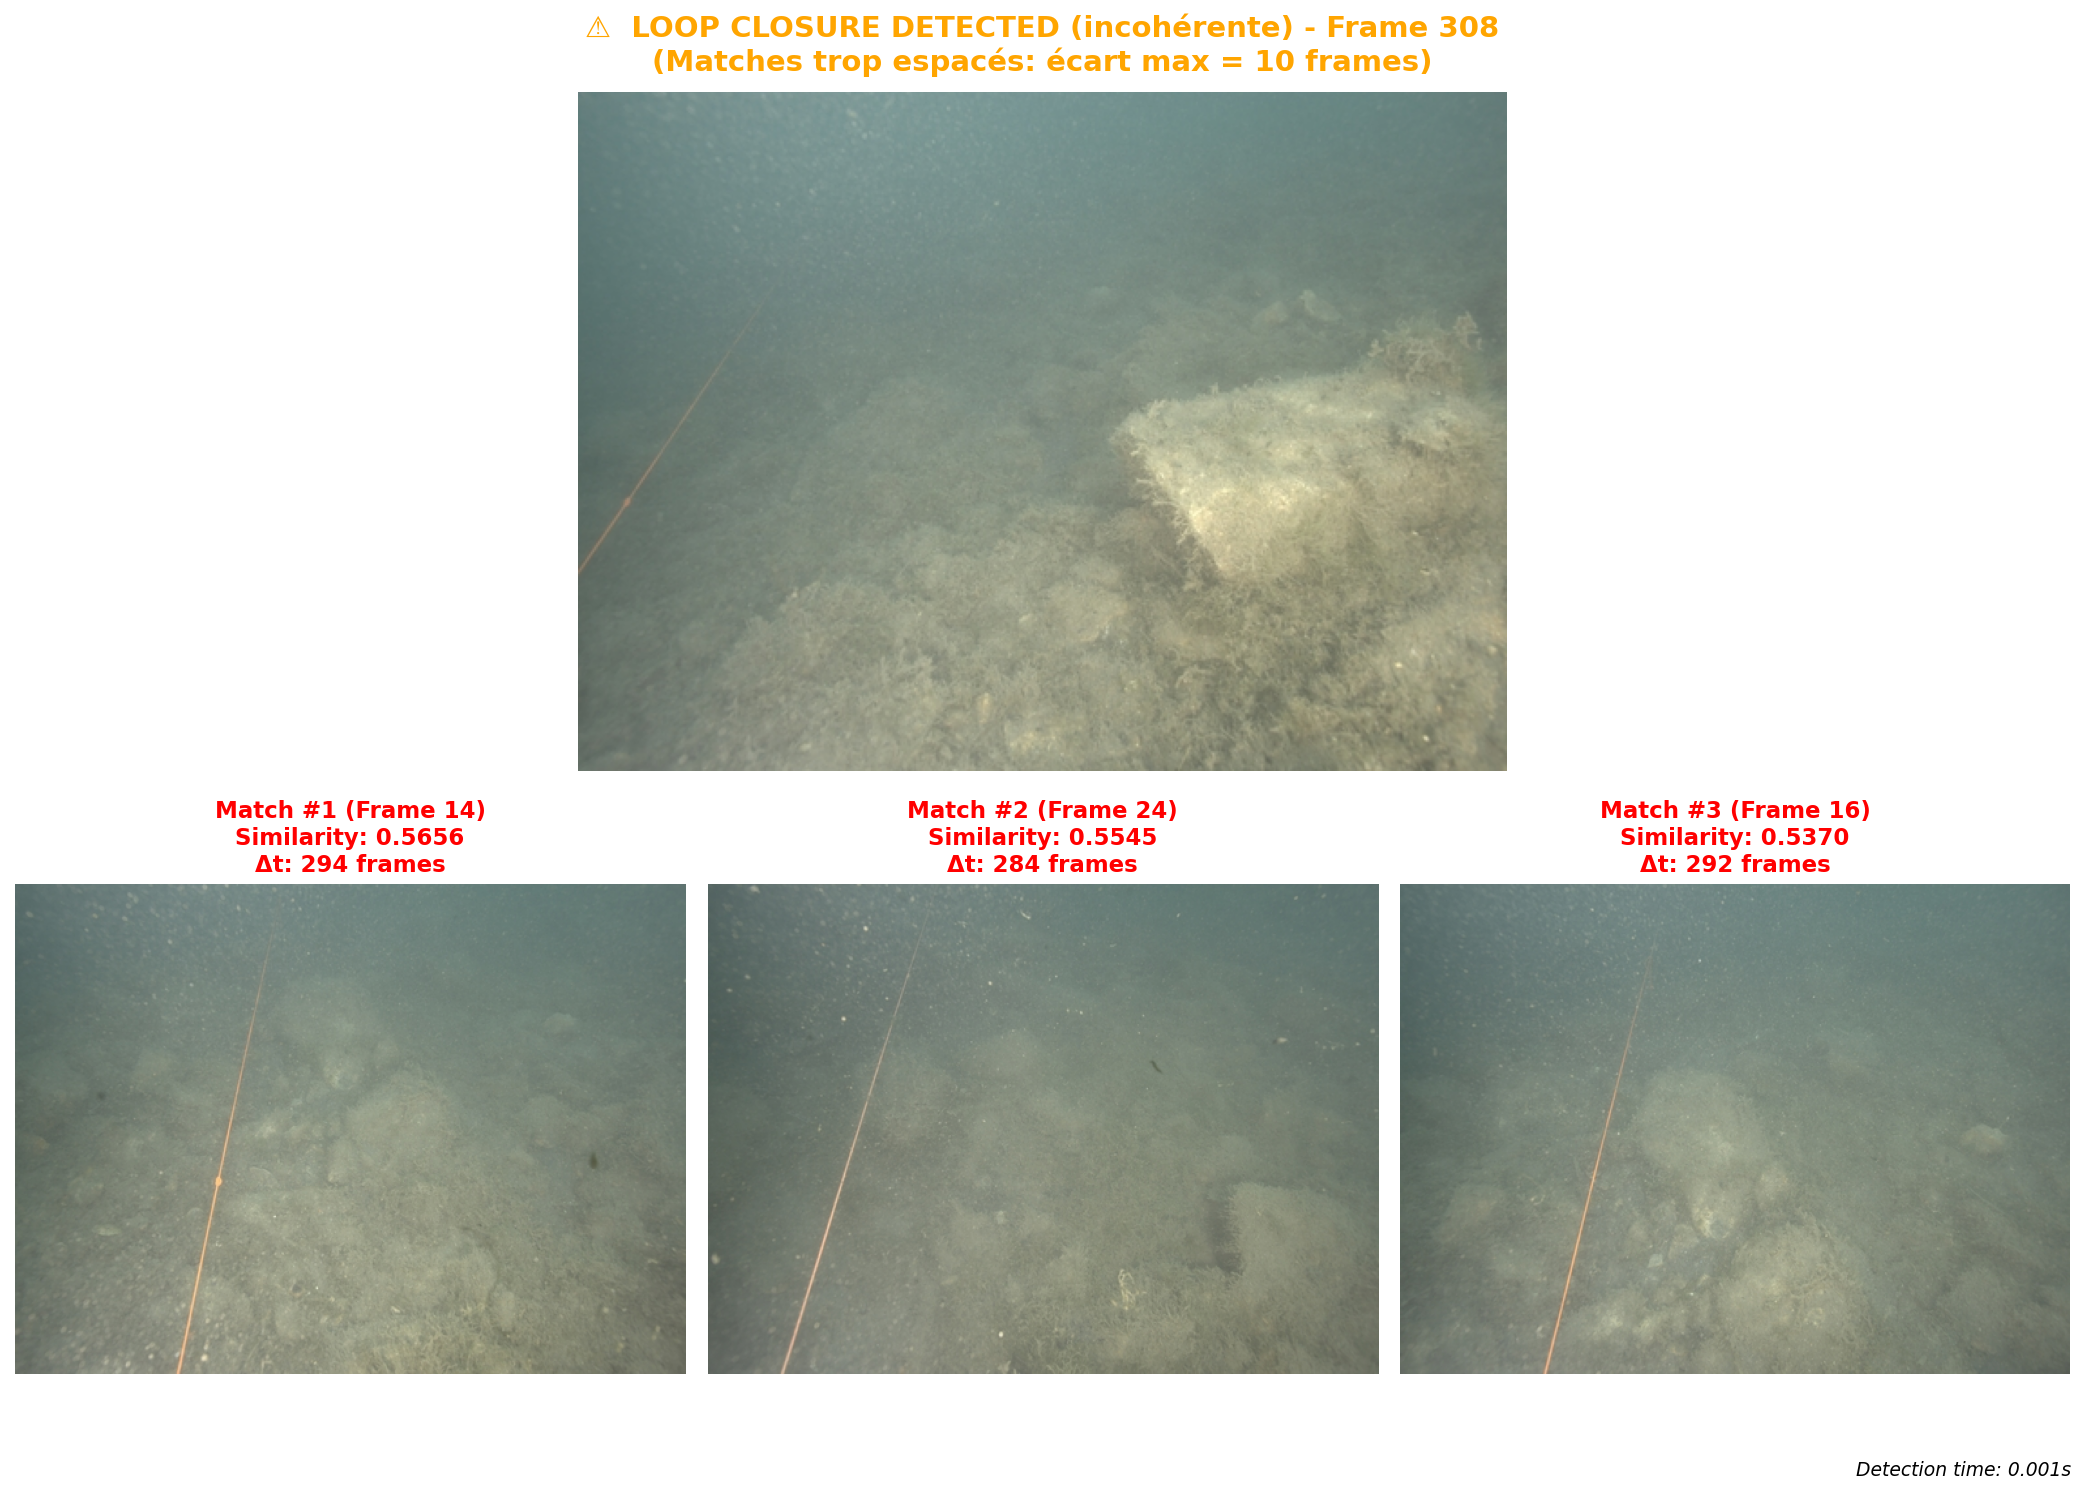 ⚠ LOOP CLOSURE DETECTED (incohérente) - Frame 308
(Matches trop espacés: écart max = 10 frames)
Match #1 (Frame 14)
Similarity: 0.5656
Δt: 294 frames
Match #2 (Frame 24)
Similarity: 0.5545
Δt: 284 frames
Match #3 (Frame 16)
Similarity: 0.5370
Δt: 292 frames
Detection time: 0.001s